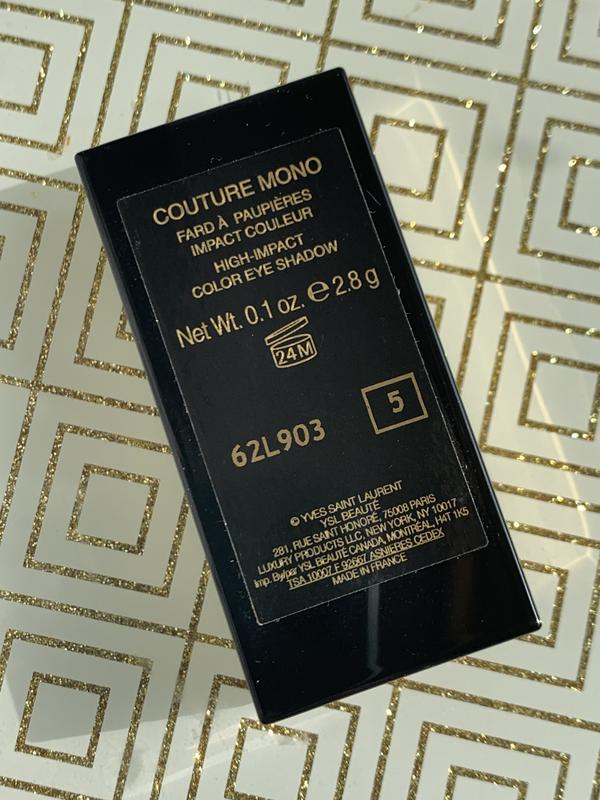 COUTURE MONO
FARD À PAUPIÈRES
IMPACT COULEUR
HIGH-IMPACT
COLOR EYE SHADOW
Net Wt. 0.1 oz. e 2.8 g
24M
5
62L903
© YVES SAINT LAURENT
YSL BEAUTÉ
281, RUE SAINT HONORÉ, 75008 PARIS
LUXURY PRODUCTS LLC, NEW YORK, NY 10017
Imp. By/par YSL BEAUTÉ CANADA, MONTRÉAL, H4T 1K5
TSA 10007 F 92667 ASNIERES CEDEX
MADE IN FRANCE